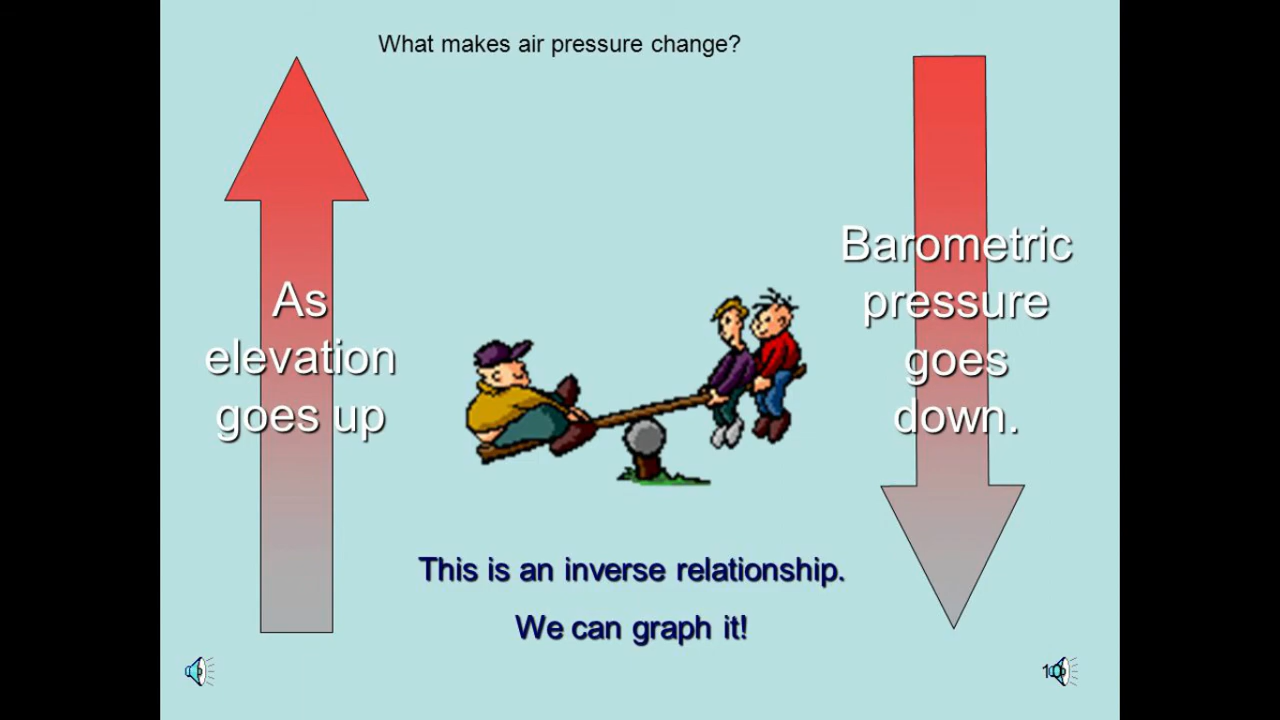 What makes air pressure change?
As
elevation
goes up
Barometric
pressure
goes
down.
This is an inverse relationship.
We can graph it!